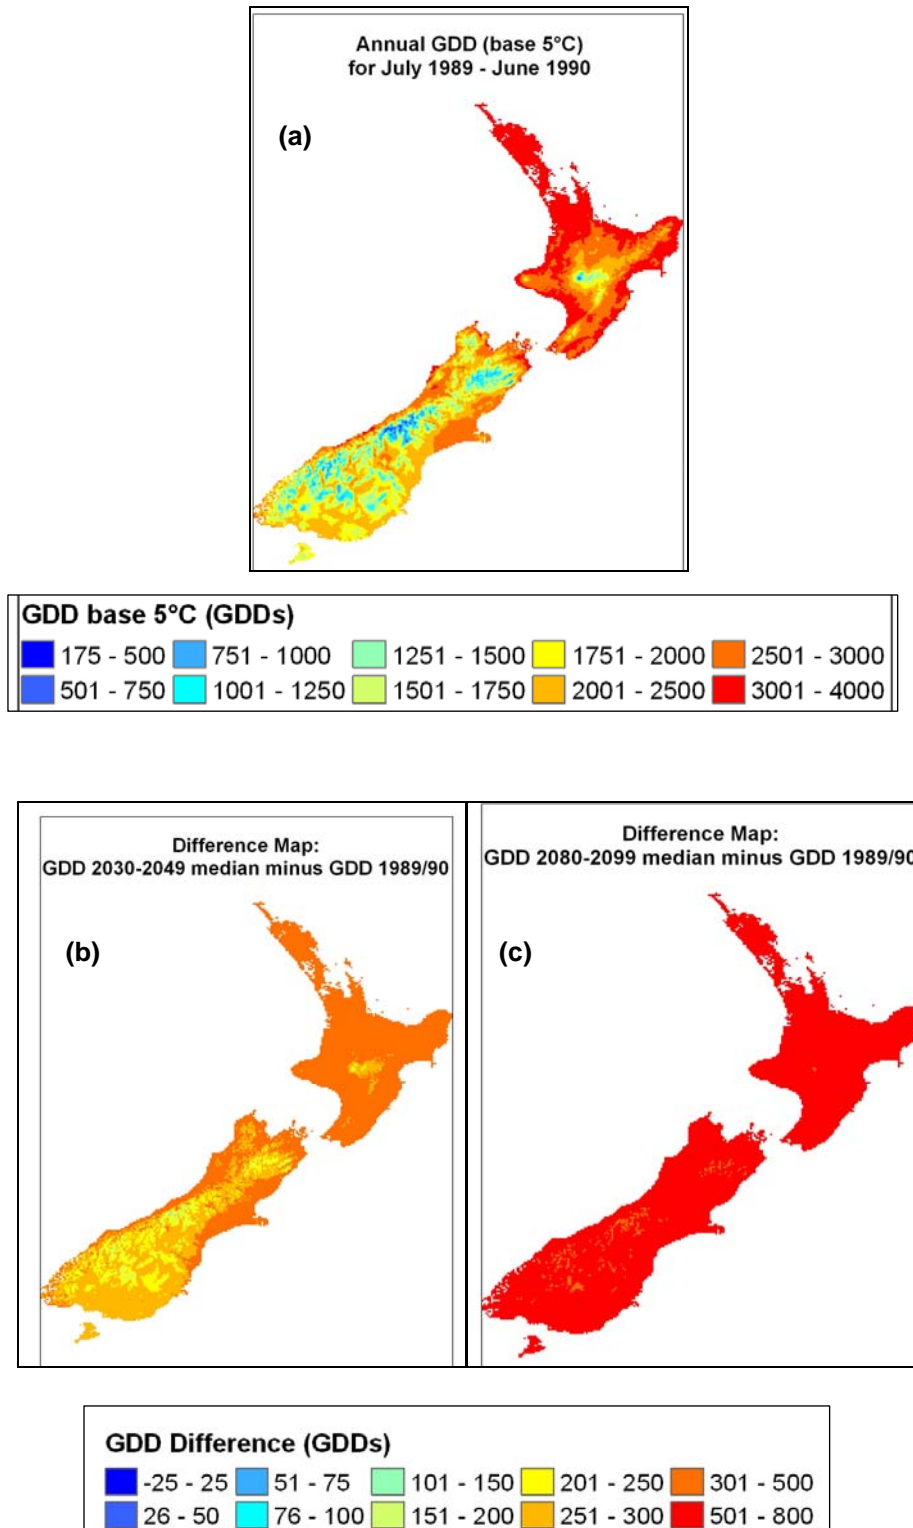 Annual GDD (base 5°C)
for July 1989 - June 1990
(a)
GDD base 5°C (GDDs)
175 - 500 751 - 1000 1251 - 1500 1751 - 2000 2501 - 3000
501 - 750 1001 - 1250 1501 - 1750 2001 - 2500 3001 - 4000
Difference Map:
GDD 2030-2049 median minus GDD 1989/90
(b)
Difference Map:
GDD 2080-2099 median minus GDD 1989/90
(c)
GDD Difference (GDDs)
-25 - 25 51 - 75 101 - 150 201 - 250 301 - 500
26 - 50 76 - 100 151 - 200 251 - 300 501 - 800